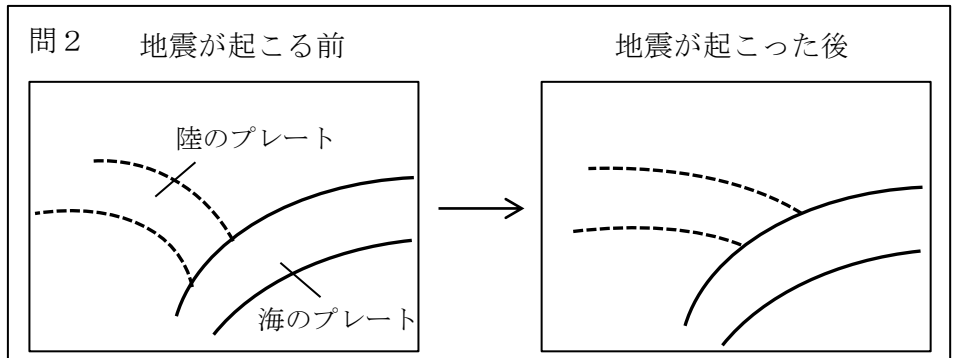 問２
地震が起こる前
地震が起こった後
陸のプレート
海のプレート